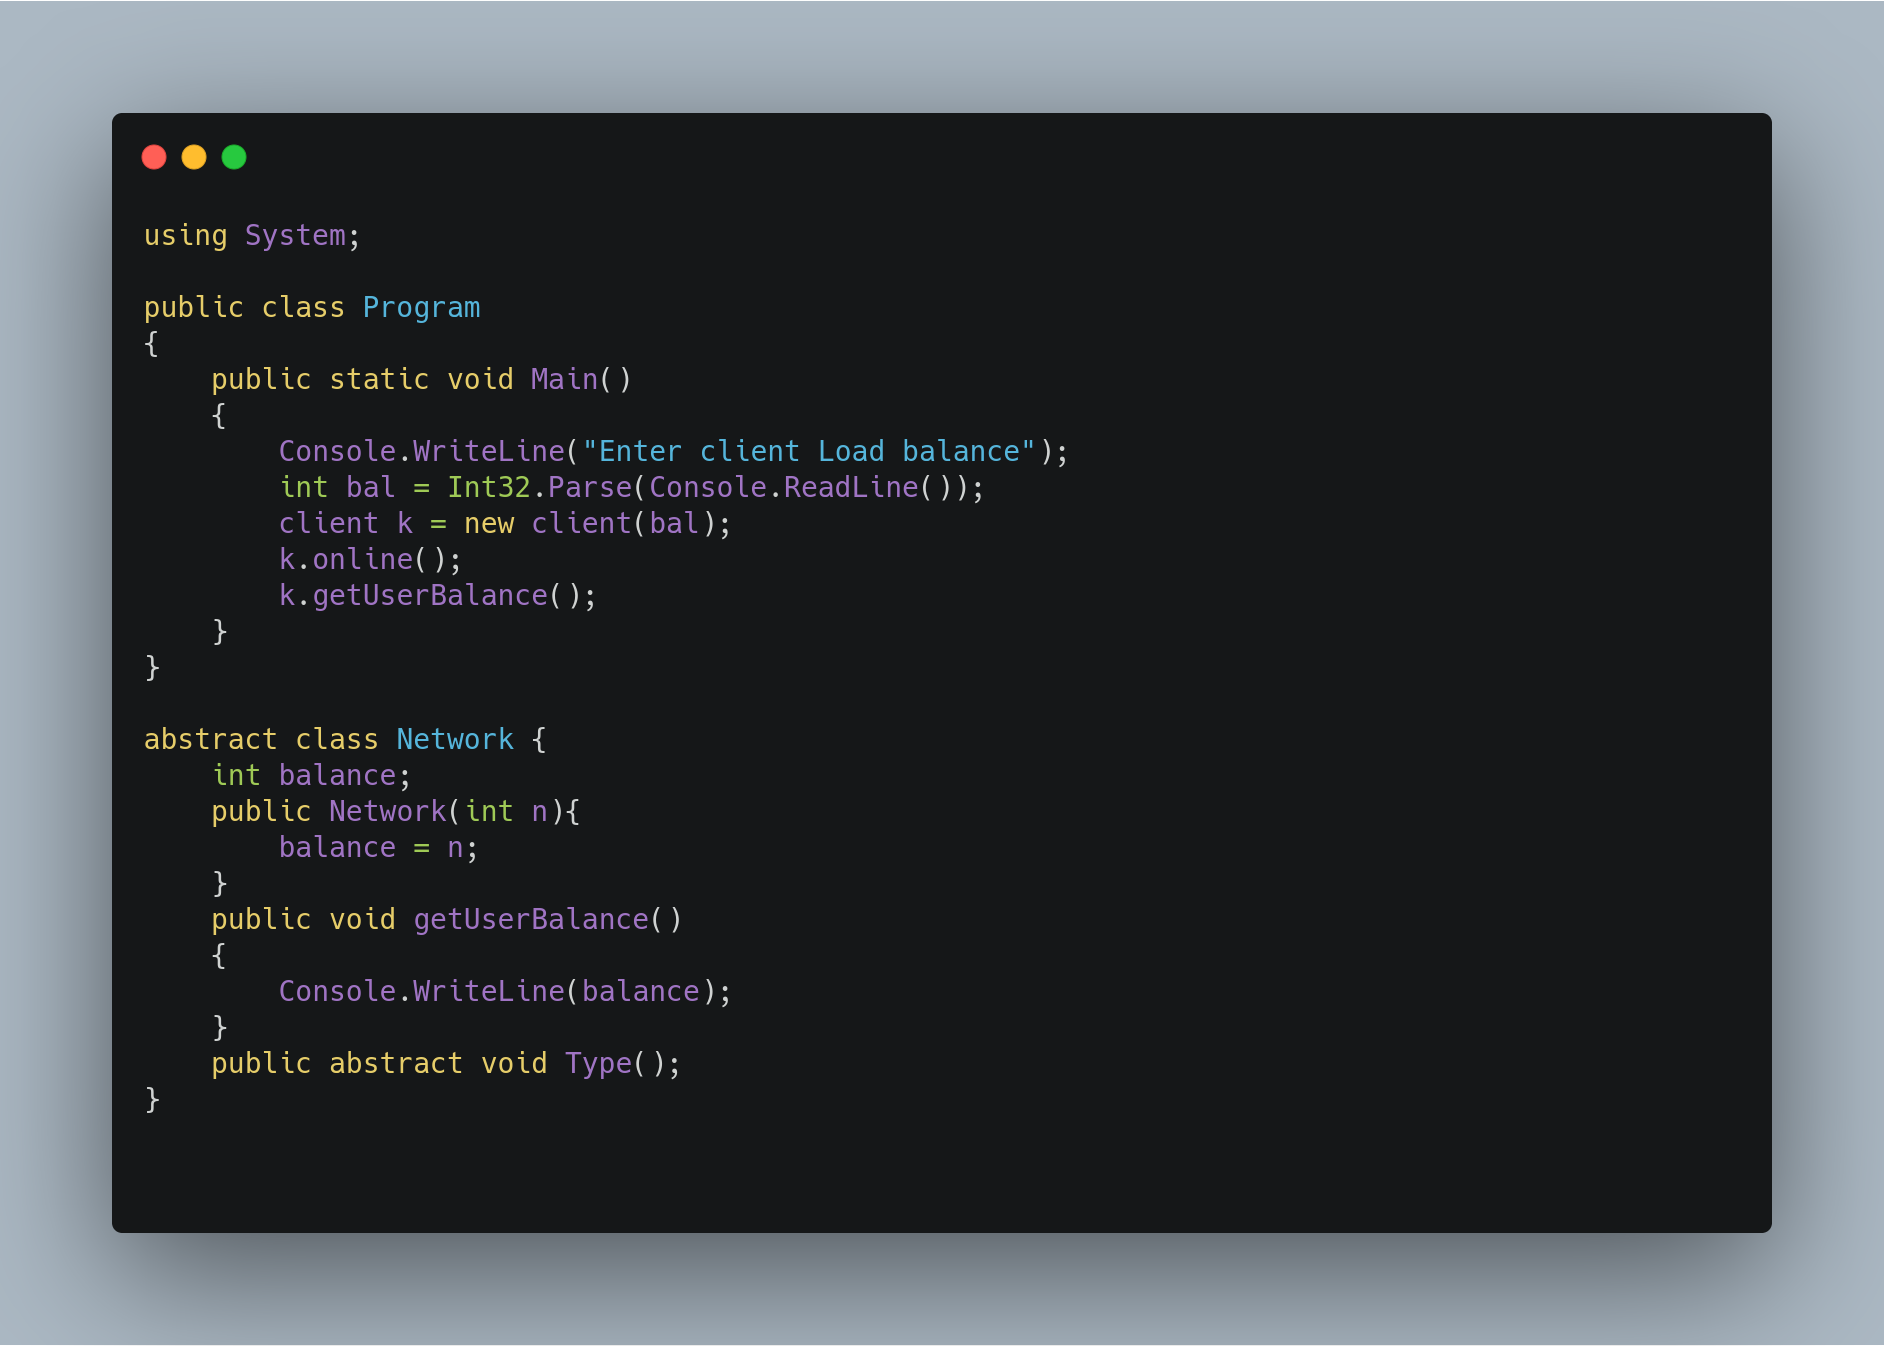 using System;

public class Program
{
    public static void Main()
    {
        Console.WriteLine("Enter client Load balance");
        int bal = Int32.Parse(Console.ReadLine());
        client k = new client(bal);
        k.online();
        k.getUserBalance();
    }
}

abstract class Network {
    int balance;
    public Network(int n){
        balance = n;
    }
    public void getUserBalance()
    {
        Console.WriteLine(balance);
    }
    public abstract void Type();
}